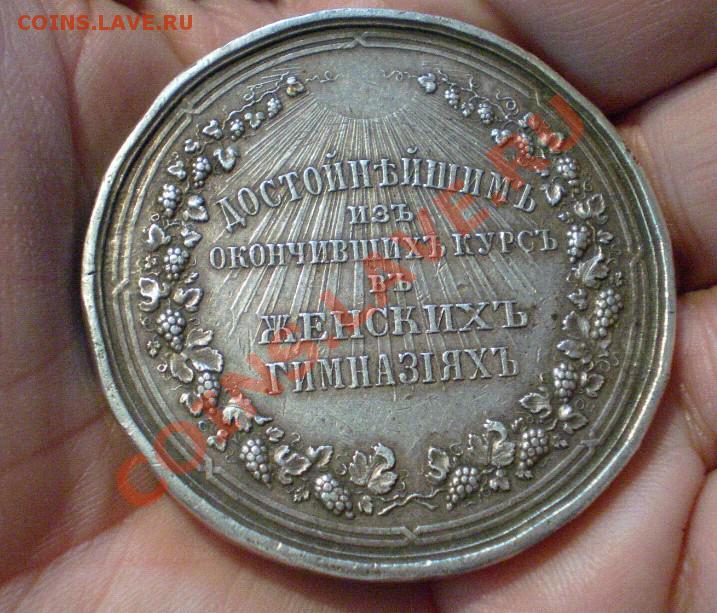 COINS.LAVE.RU
ДОСТОЙНѢЙШИМЪ
ИЗЪ
ОКОНЧИВШИХЪ КУРСЪ
ВЪ
ЖЕНСКИХЪ
ГИМНАЗІЯХЪ
COINS.LAVE.RU